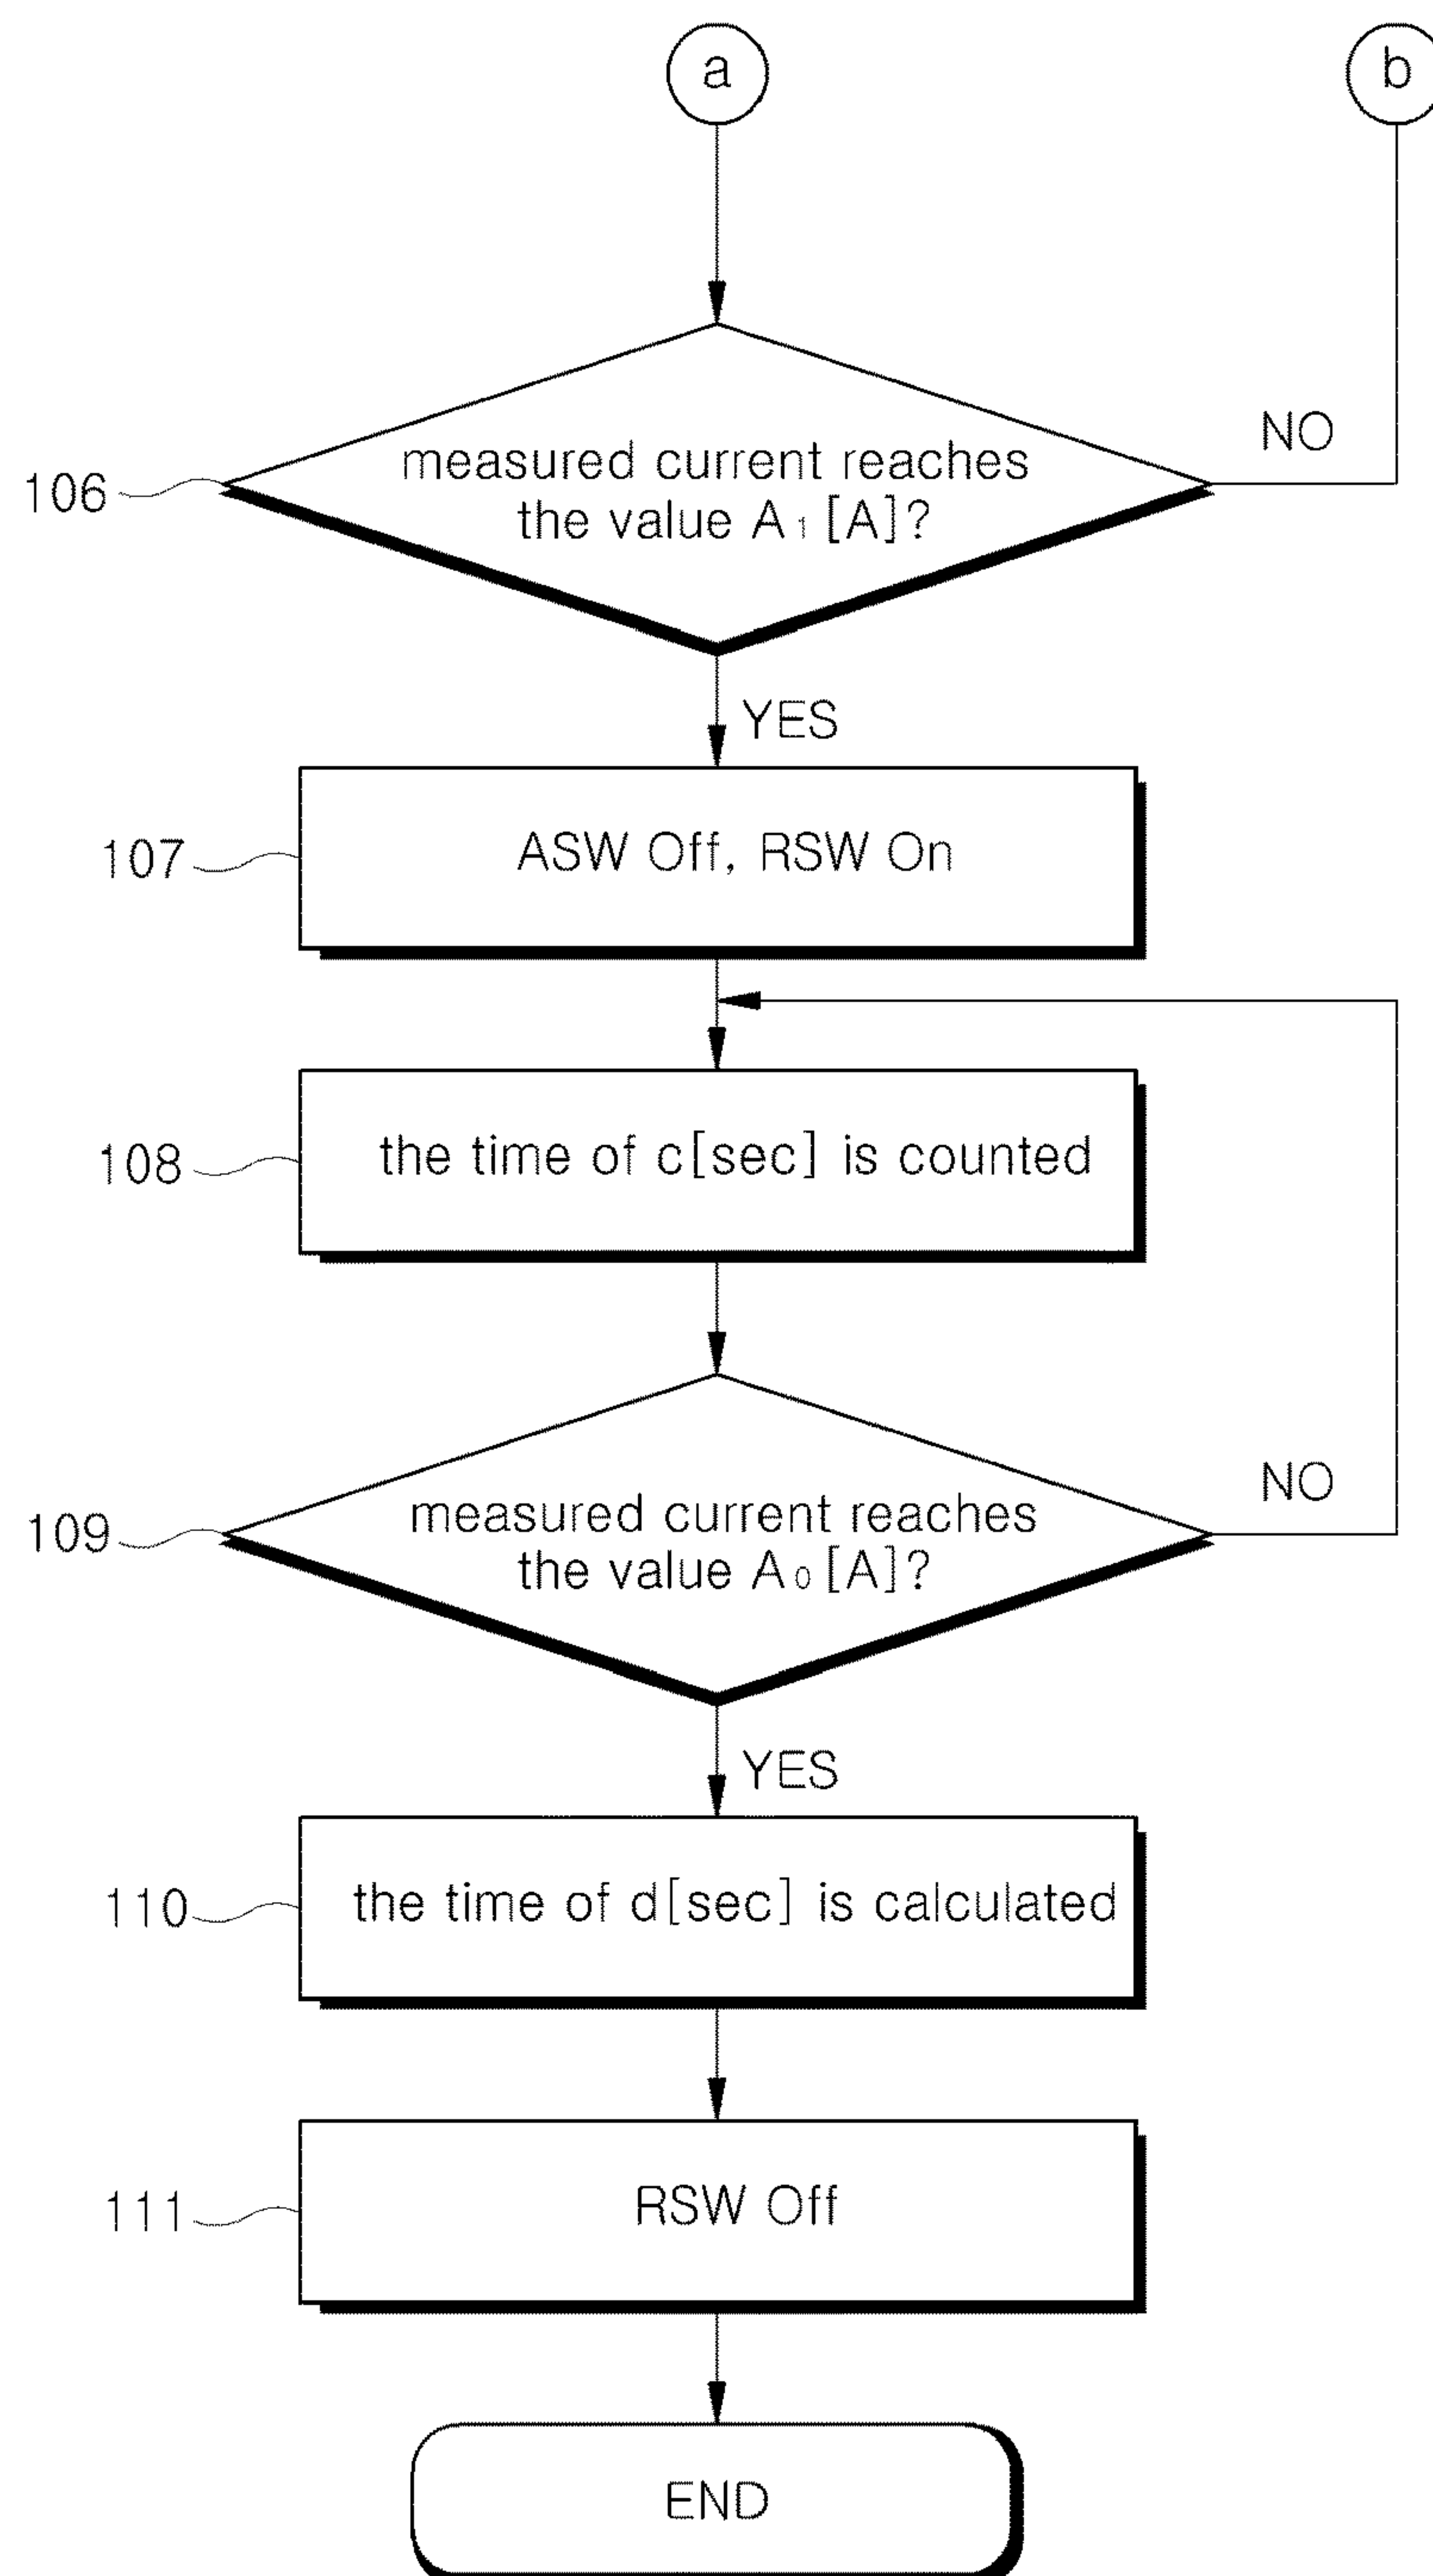 a
b
NO
measured current reaches
106
the value A₁[A]?
YES
107
ASW Off, RSW On
108
the time of c[sec] is counted
NO
measured current reaches
109
the value A₀[A]?
YES
110
the time of d[sec] is calculated
111
RSW Off
END